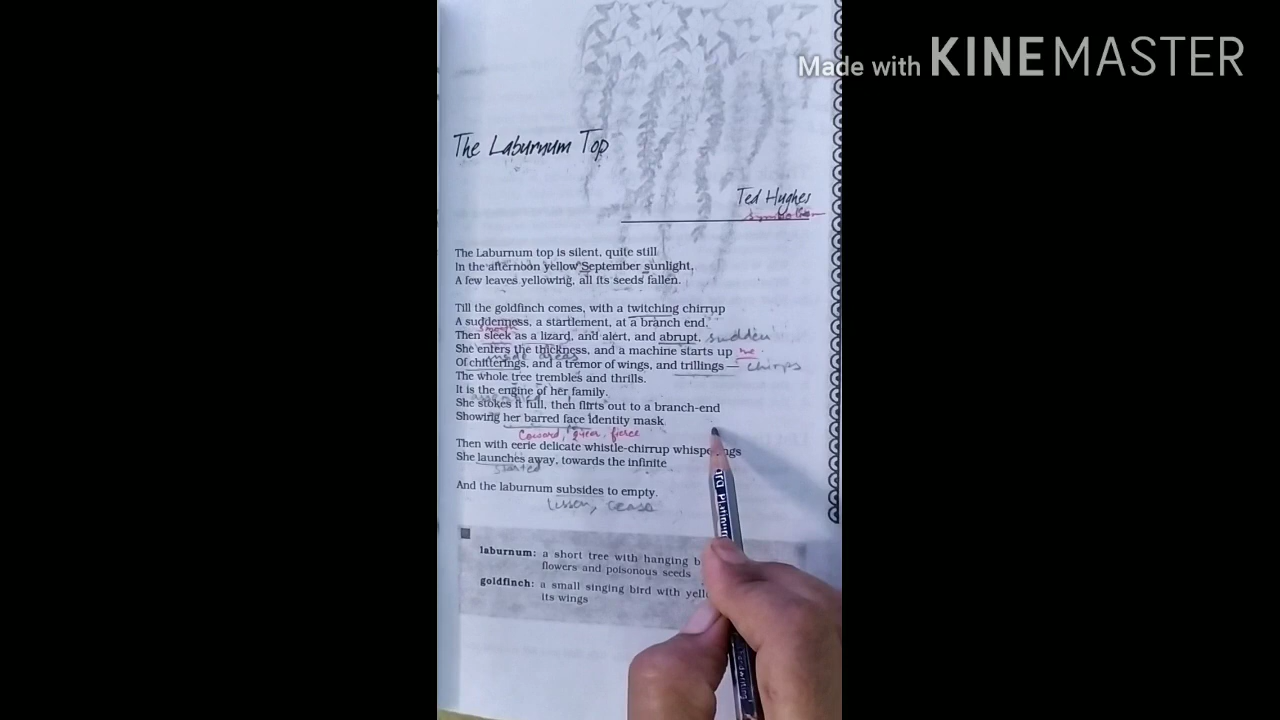 Made with KINEMASTER
The Laburnum Top
Ted Hughes
The Laburnum top is silent, quite still
In the afternoon yellow September sunlight,
A few leaves yellowing, all its seeds fallen.
Till the goldfinch comes, with a twitching chirrup
A suddenness, a startlement, at a branch end.
smooth
Then sleek as a lizard, and alert, and abrupt, sudden
She enters the thickness, and a machine starts up
made areas
Of chitterings, and a tremor of wings, and trillings — chirps
The whole tree trembles and thrills.
It is the engine of her family.
She stokes it full, then flirts out to a branch-end
Showing her barred face identity mask
fierce
Then with eerie delicate whistle-chirrup whisperings
She launches away, towards the infinite
started
And the laburnum subsides to empty.
cease
laburnum: a short tree with hanging
flowers and poisonous seeds
goldfinch: a small singing bird with
its wings